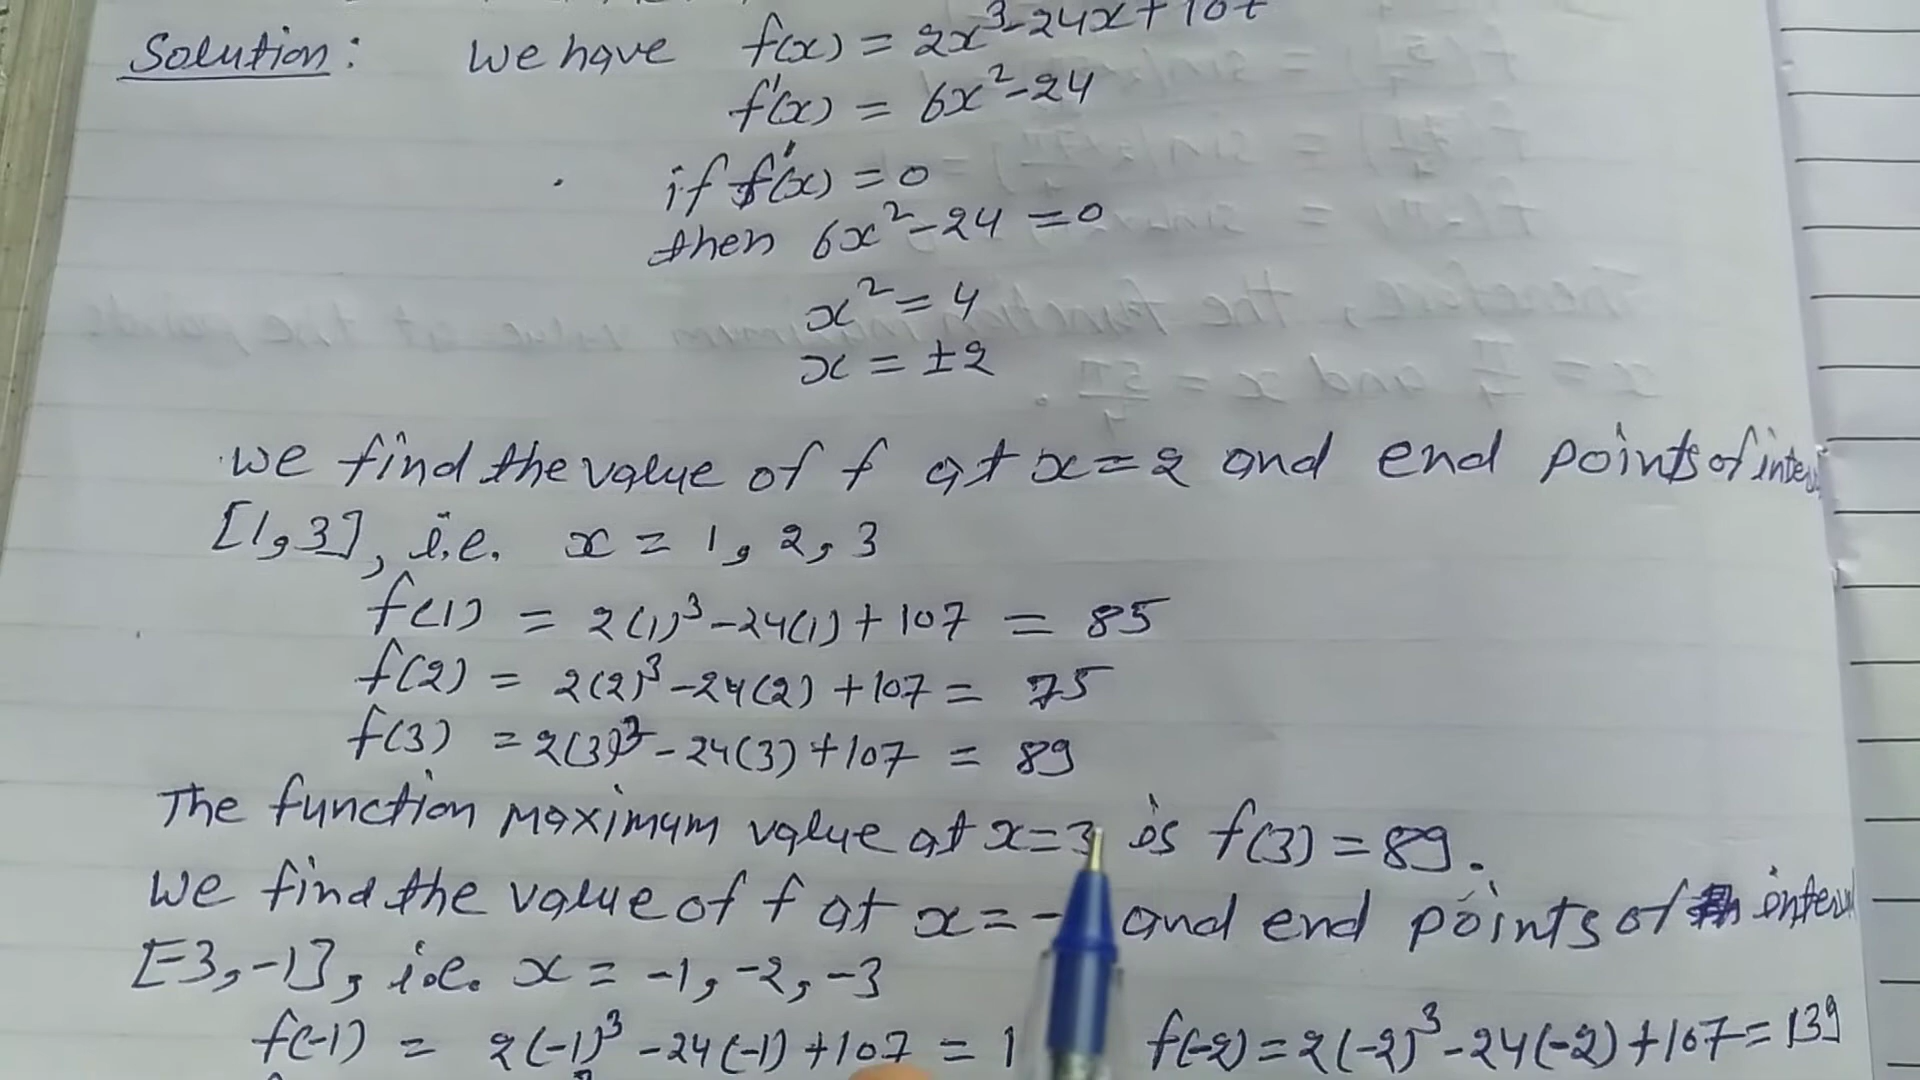 Solution: We have f(x) = 2x³-24x+107
f'(x) = 6x²-24
if f'(x) = 0
then 6x²-24 = 0
x² = 4
x = ±2
We find the value of f at x=2 and end points of
[1,3], i.e. x = 1, 2, 3
f(1) = 2(1)³-24(1)+107 = 85
f(2) = 2(2)³-24(2)+107 = 75
f(3) = 2(3)³-24(3)+107 = 89
The function maximum value at x=3 is f(3)=89.
We find the value of f at x=- and end points of
[-3,-1], i.e. x = -1, -2, -3
f(-1) = 2(-1)³-24(-1)+107 = 1 f(-2)=2(-2)³-24(-2)+107=139